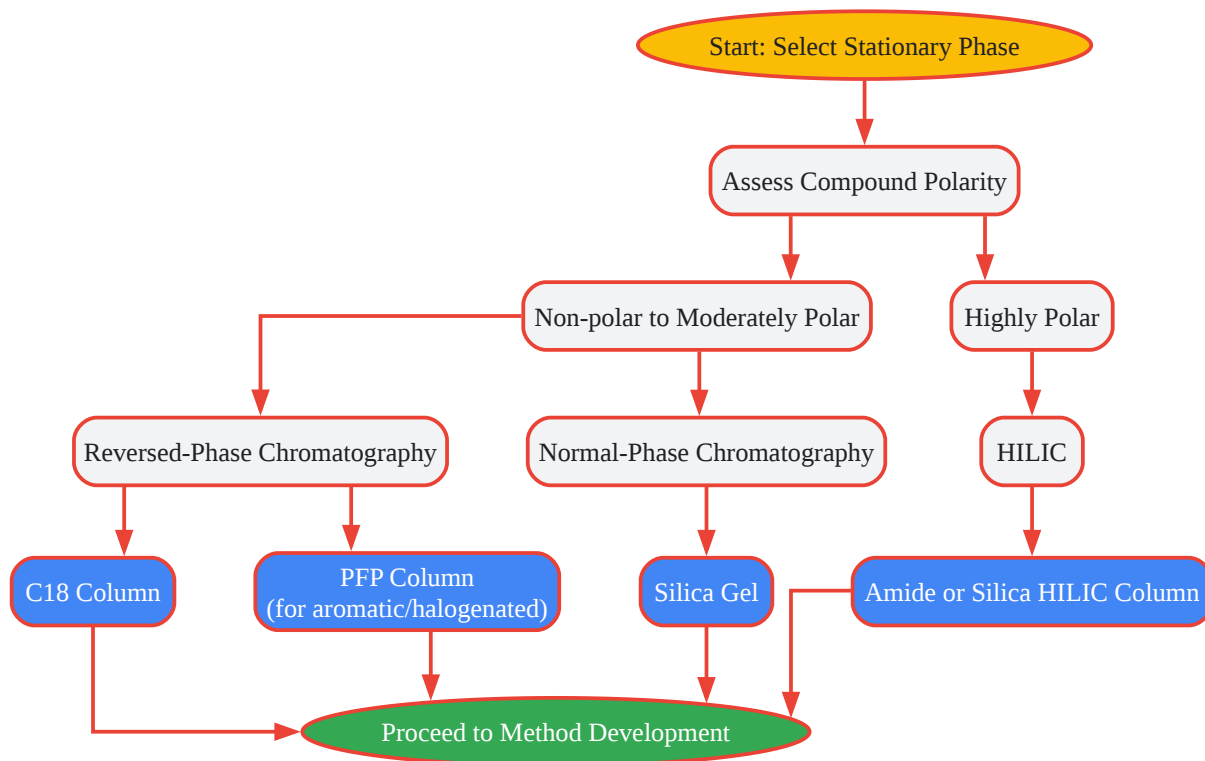 Start: Select Stationary Phase
Assess Compound Polarity
Non-polar to Moderately Polar
Highly Polar
Reversed-Phase Chromatography
Normal-Phase Chromatography
HILIC
C18 Column
PFP Column
(for aromatic/halogenated)
Silica Gel
Amide or Silica HILIC Column
Proceed to Method Development